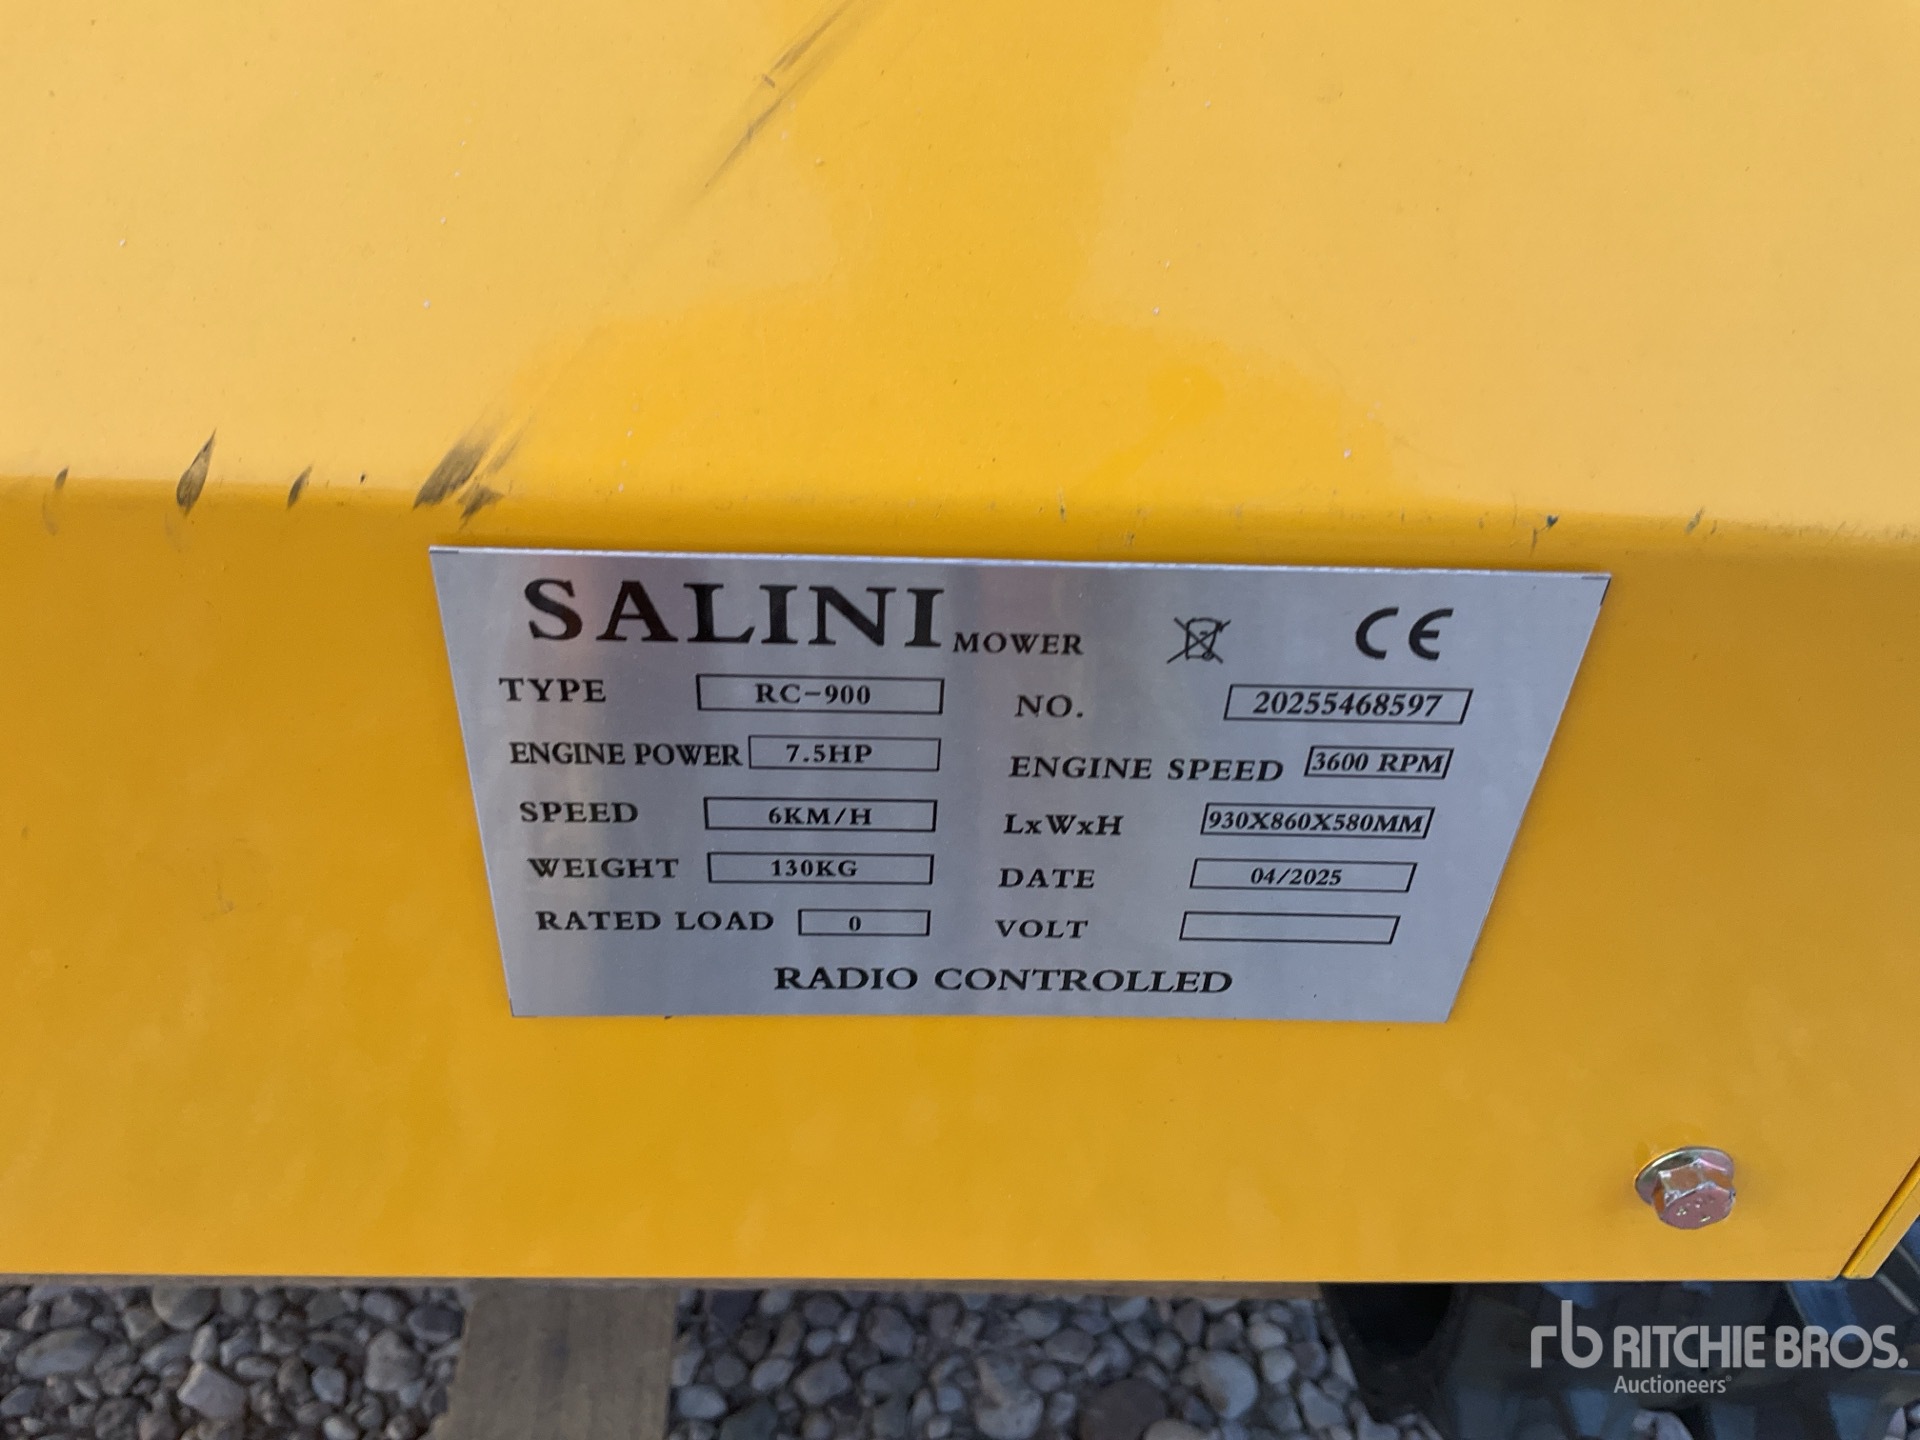 SALINI MOWER CE
TYPE RC-900 NO. 20255468597
ENGINE POWER 7.5HP ENGINE SPEED 3600 RPM
SPEED 6KM/H LxWxH 930X860X580MM
WEIGHT 130KG DATE 04/2025
RATED LOAD 0 VOLT
RADIO CONTROLLED
rb RITCHIE BROS.
Auctioneers